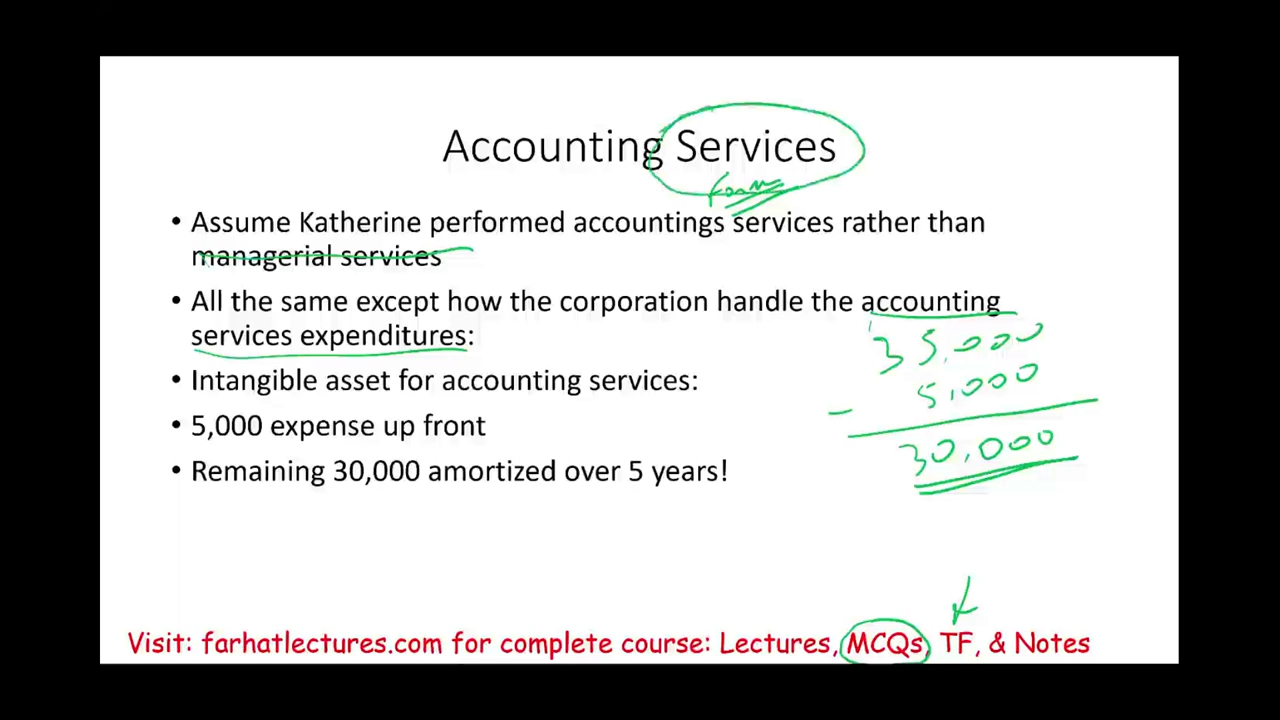 Accounting Services
• Assume Katherine performed accountings services rather than
managerial services
• All the same except how the corporation handle the accounting
services expenditures:
35,000
• Intangible asset for accounting services:
- 5,000
• 5,000 expense up front
30,000
• Remaining 30,000 amortized over 5 years!
Visit: farhatlectures.com for complete course: Lectures, MCQs, TF, & Notes